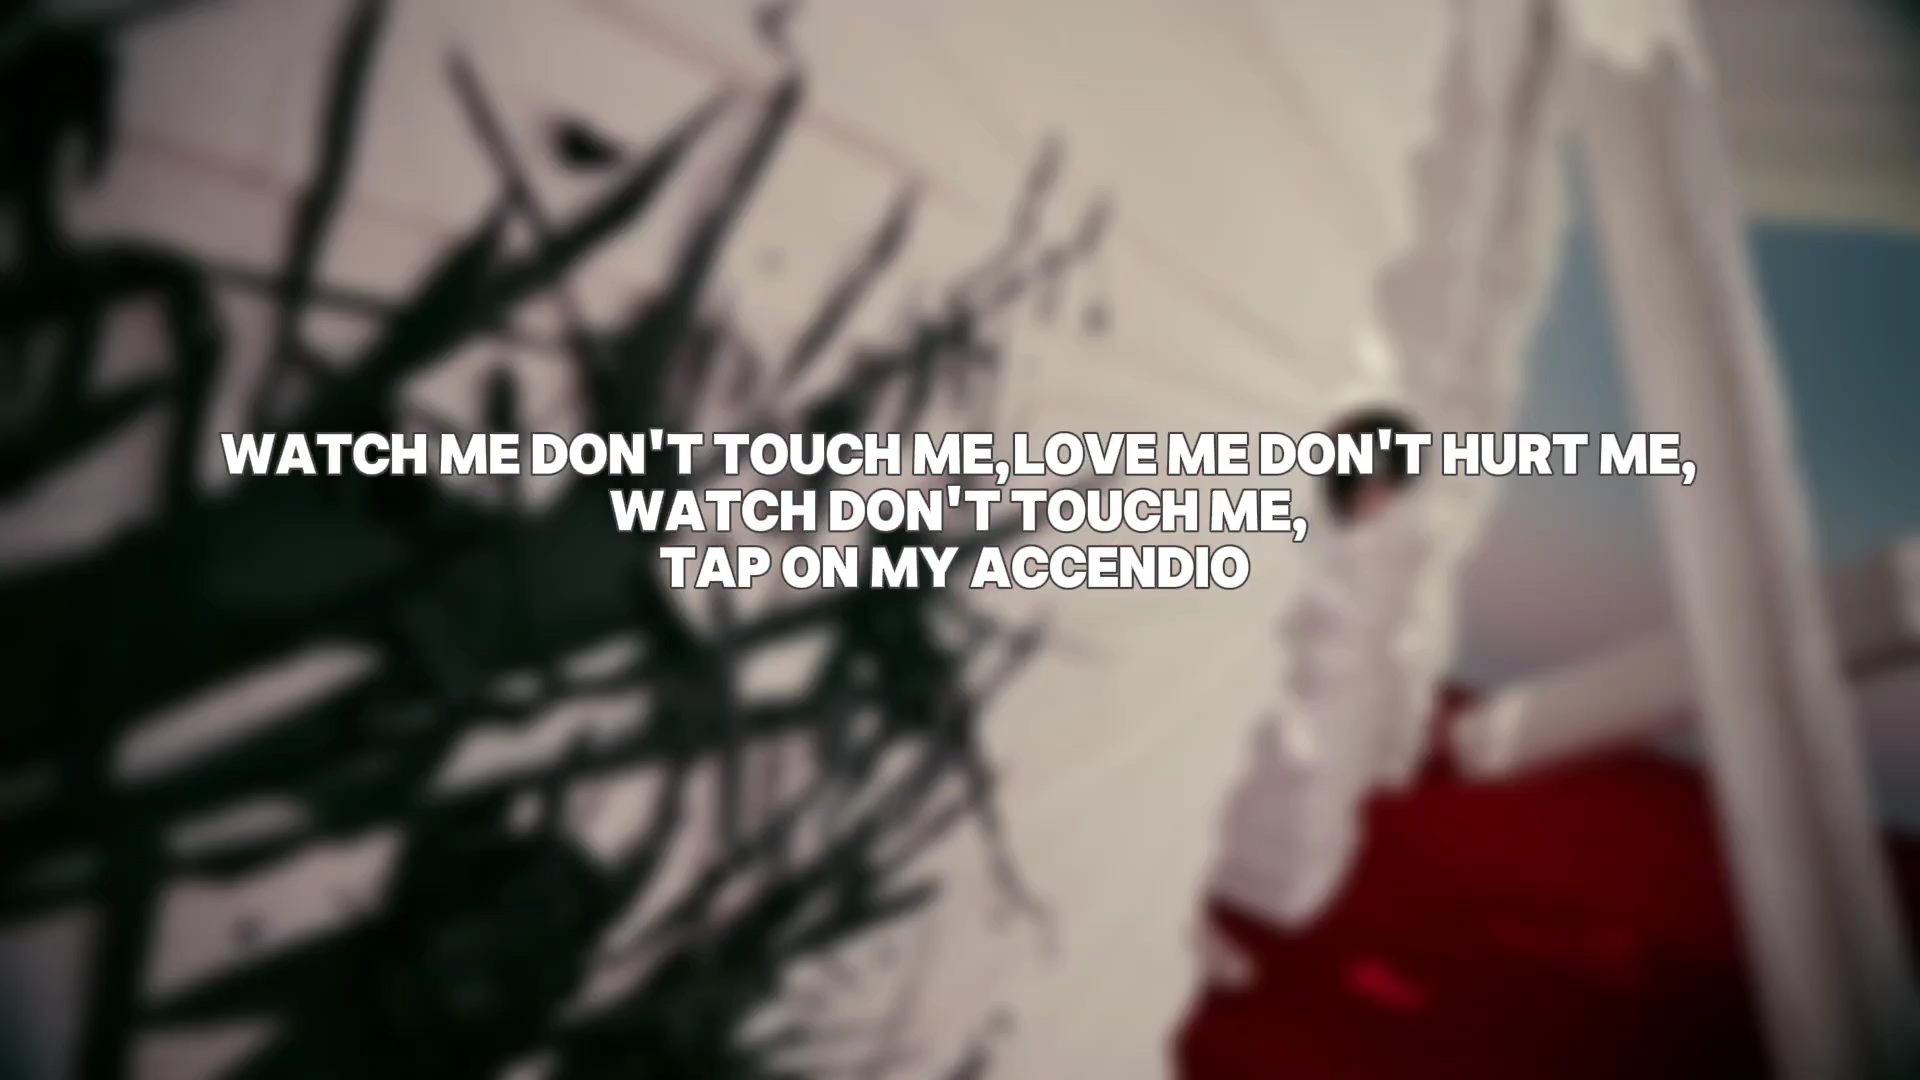 WATCH ME DON'T TOUCH ME,LOVE ME DON'T HURT ME,
WATCH DON'T TOUCH ME,
TAP ON MY ACCENDIO